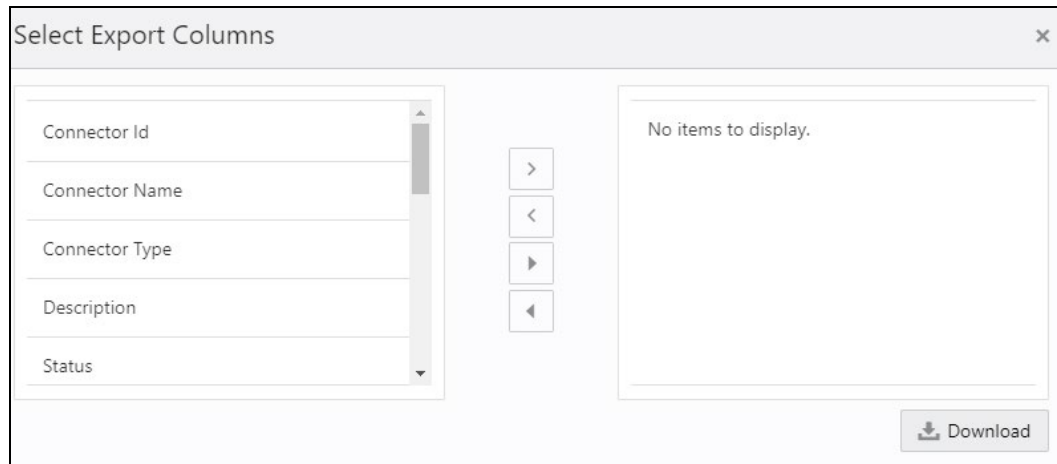 Select Export Columns
Connector Id
Connector Name
Connector Type
Description
Status
No items to display.
Download